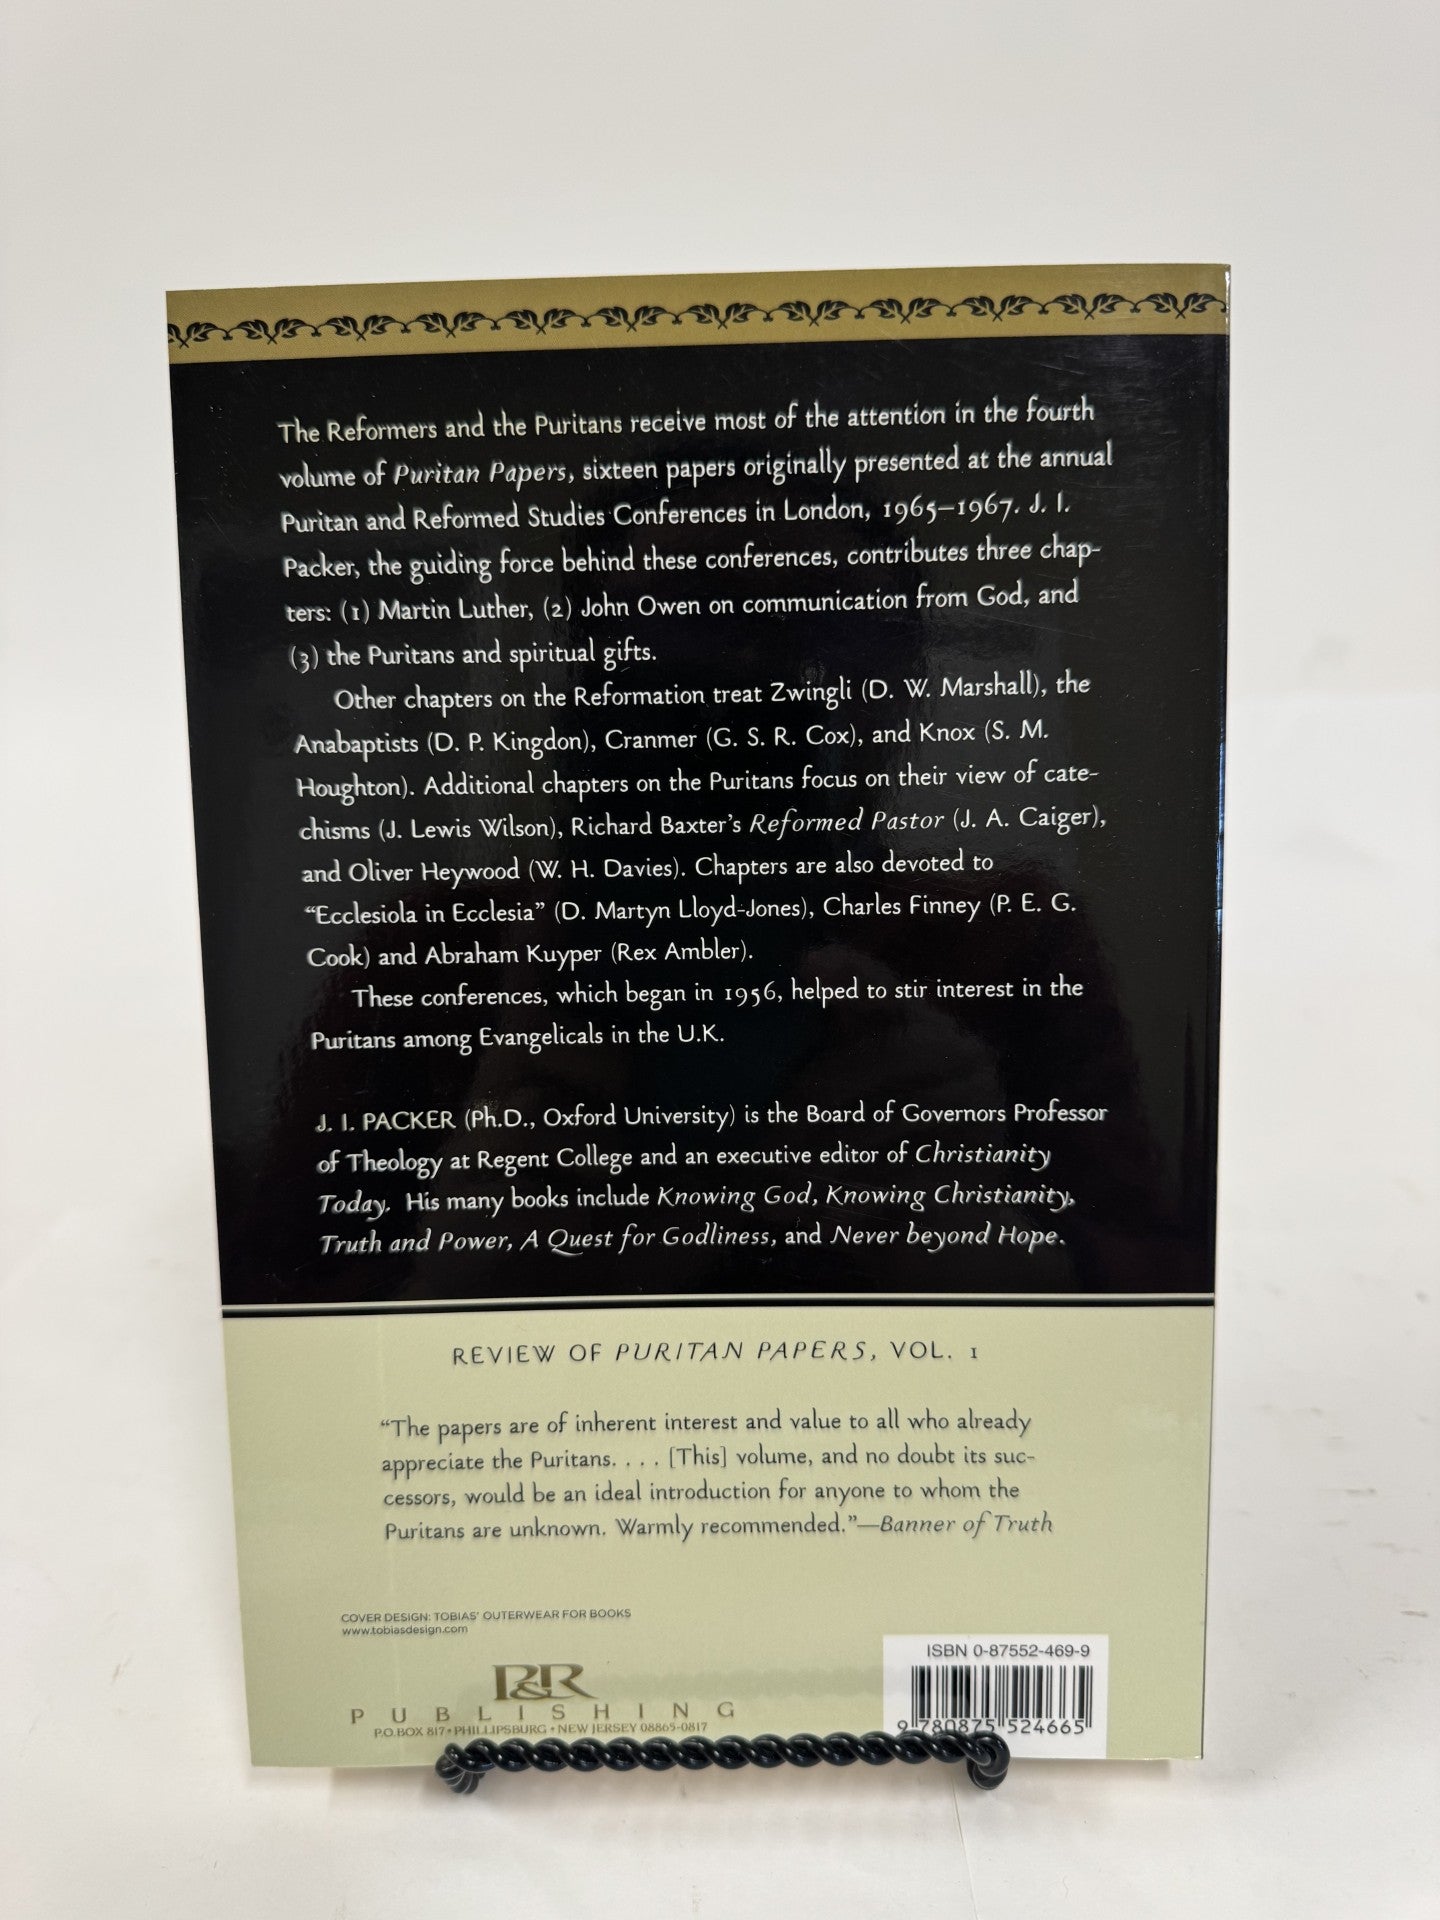 The Reformers and the Puritans receive most of the attention in the fourth
volume of Puritan Papers, sixteen papers originally presented at the annual
Puritan and Reformed Studies Conferences in London, 1965–1967. J. I.
Packer, the guiding force behind these conferences, contributes three chap-
ters: (1) Martin Luther, (2) John Owen on communication from God, and
(3) the Puritans and spiritual gifts.
Other chapters on the Reformation treat Zwingli (D. W. Marshall), the
Anabaptists (D. P. Kingdon), Cranmer (G. S. R. Cox), and Knox (S. M.
Houghton). Additional chapters on the Puritans focus on their view of cate-
chisms (J. Lewis Wilson), Richard Baxter's Reformed Pastor (J. A. Caiger),
and Oliver Heywood (W. H. Davies). Chapters are also devoted to
“Ecclesiola in Ecclesia” (D. Martyn Lloyd-Jones), Charles Finney (P. E. G.
Cook) and Abraham Kuyper (Rex Ambler).
These conferences, which began in 1956, helped to stir interest in the
Puritans among Evangelicals in the U.K.
J. I. PACKER (Ph.D., Oxford University) is the Board of Governors Professor
of Theology at Regent College and an executive editor of Christianity
Today. His many books include Knowing God, Knowing Christianity,
Truth and Power, A Quest for Godliness, and Never beyond Hope.
REVIEW OF PURITAN PAPERS, VOL. 1
“The papers are of inherent interest and value to all who already
appreciate the Puritans. . . . [This] volume, and no doubt its suc-
cessors, would be an ideal introduction for anyone to whom the
Puritans are unknown. Warmly recommended.”—Banner of Truth
COVER DESIGN: TOBIAS' OUTERWEAR FOR BOOKS
www.tobiasdesign.com
P&R
PUBLISHING
P.O. BOX 817 • PHILLIPSBURG • NEW JERSEY 08865-0817
ISBN 0-87552-469-9
9 780875 524665